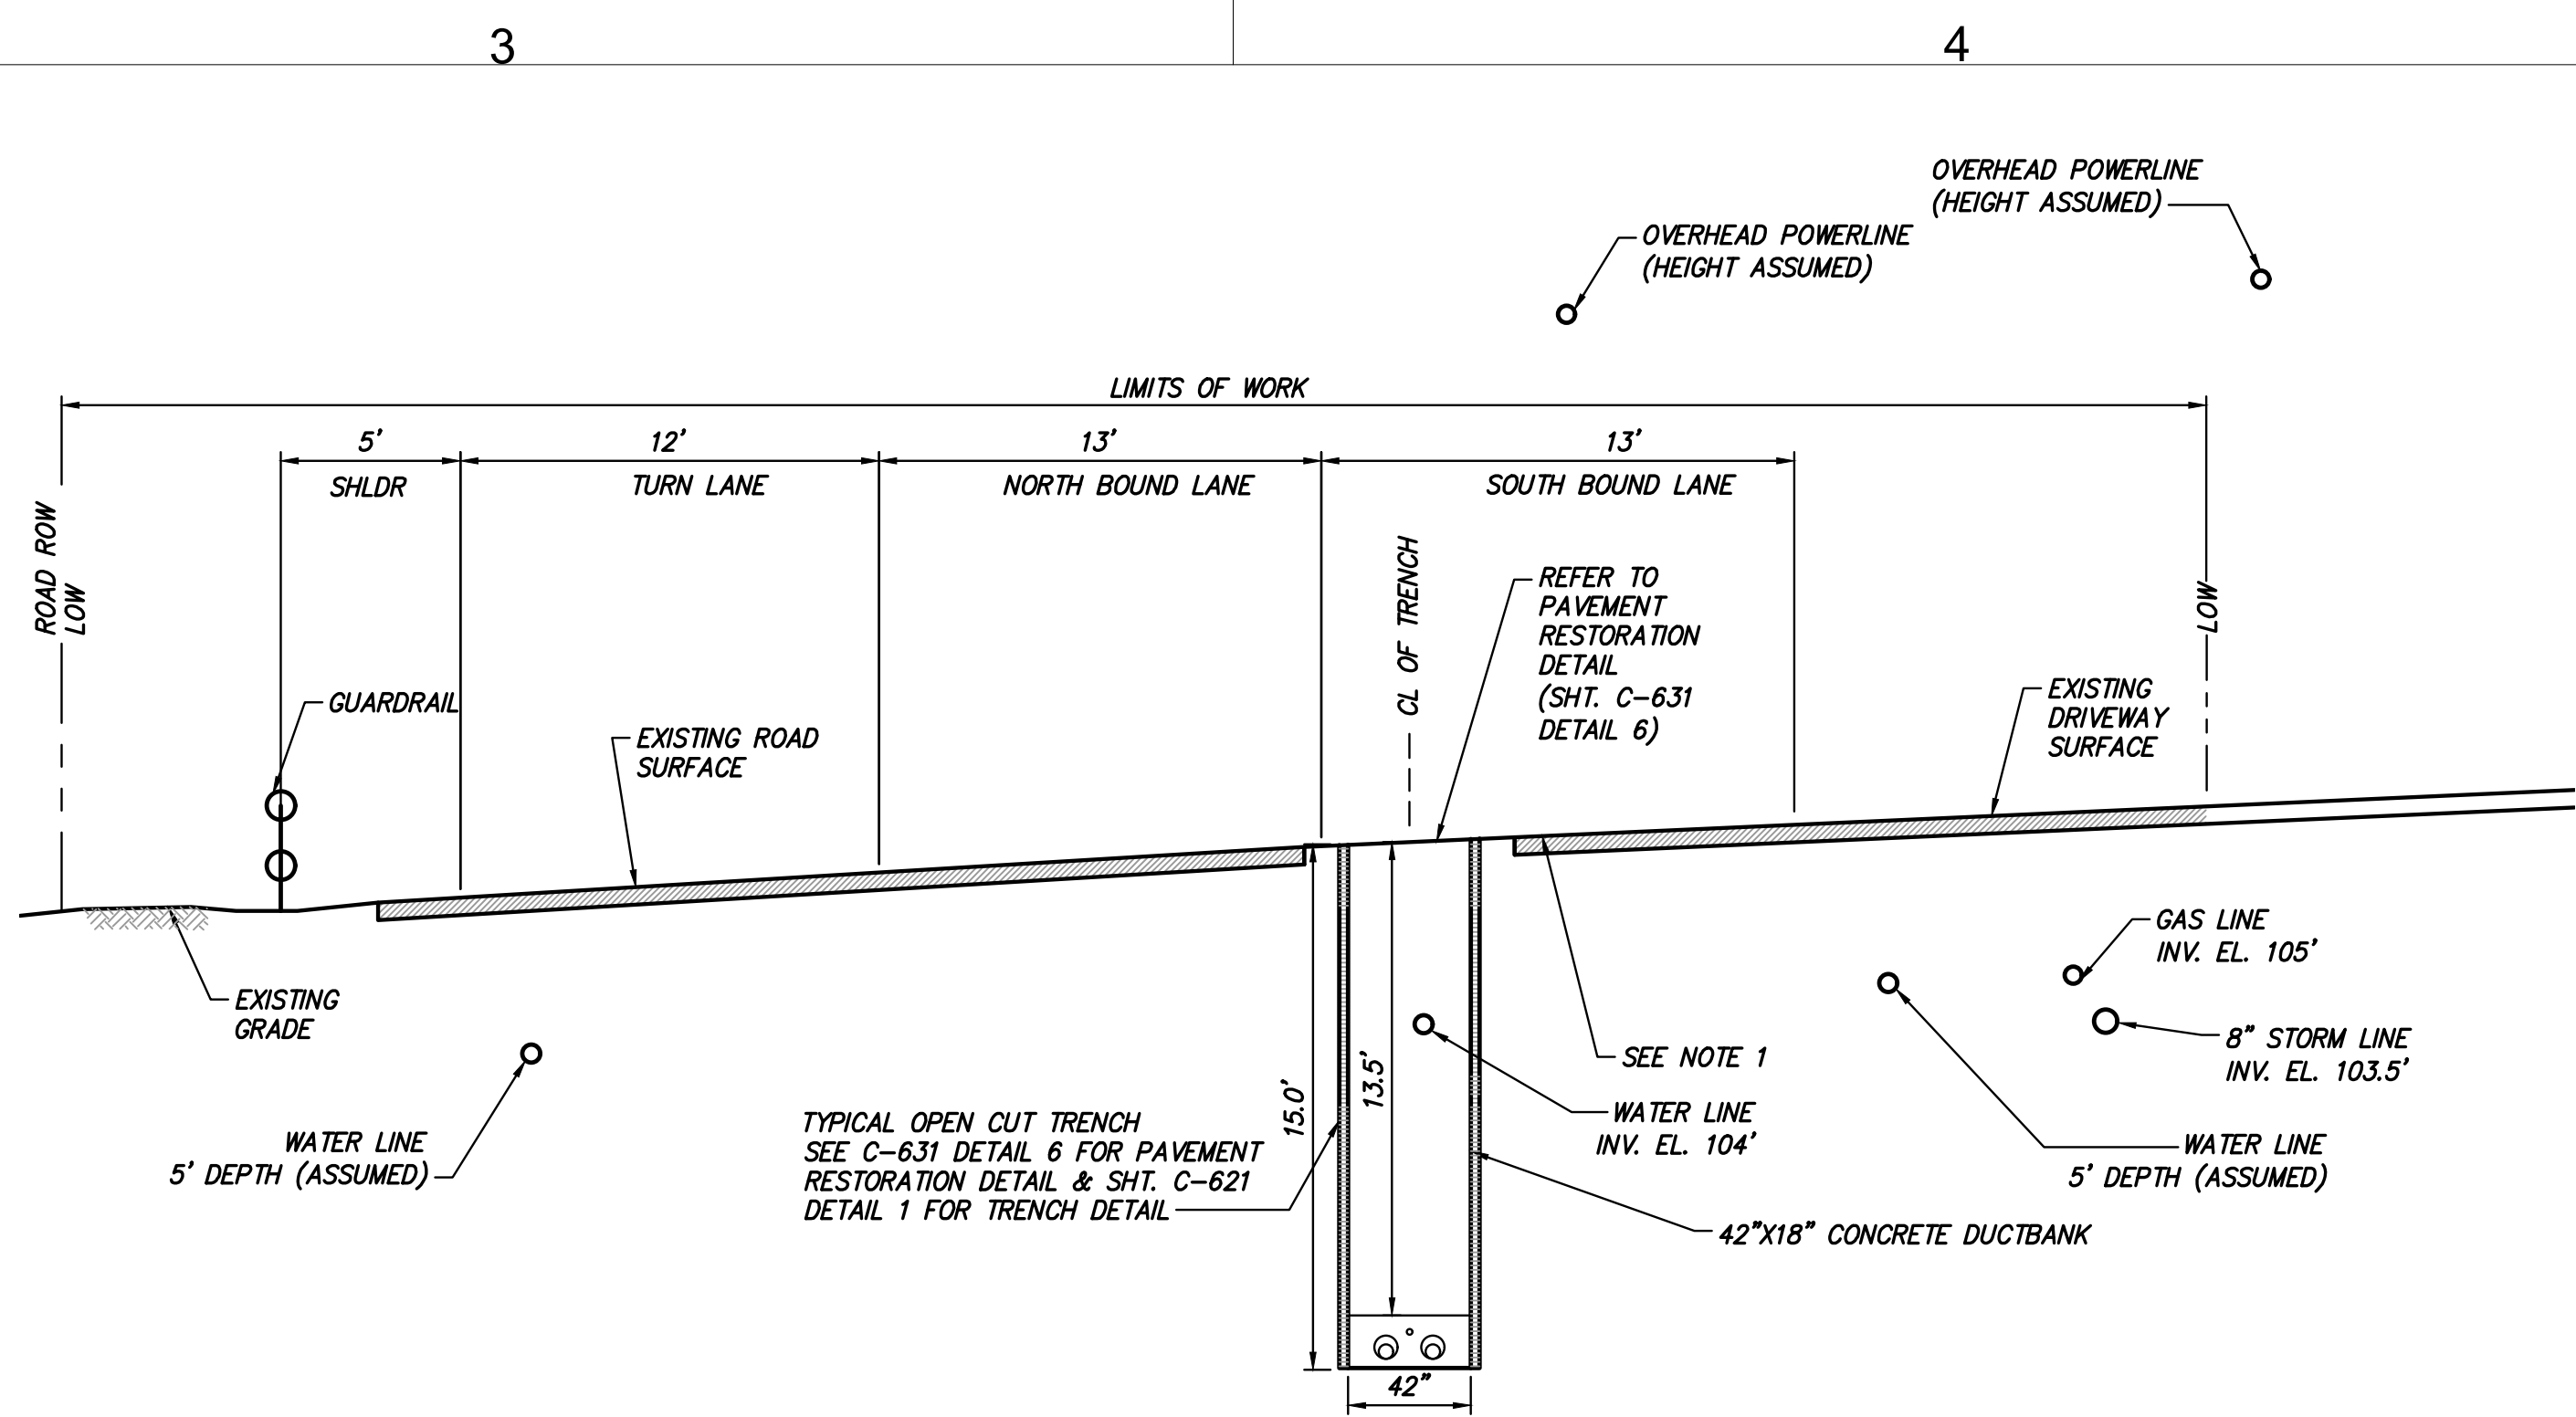 3
4
OVERHEAD POWERLINE
(HEIGHT ASSUMED)
OVERHEAD POWERLINE
(HEIGHT ASSUMED)
LIMITS OF WORK
5'
12'
13'
13'
SHLDR
TURN LANE
NORTH BOUND LANE
SOUTH BOUND LANE
ROAD ROW
LOW
CL OF TRENCH
REFER TO
PAVEMENT
RESTORATION
DETAIL
(SHT. C-631
DETAIL 6)
LOW
GUARDRAIL
EXISTING ROAD
SURFACE
EXISTING
DRIVEWAY
SURFACE
EXISTING
GRADE
GAS LINE
INV. EL. 105'
8" STORM LINE
INV. EL. 103.5'
SEE NOTE 1
15.0'
13.5'
WATER LINE
INV. EL. 104'
WATER LINE
5' DEPTH (ASSUMED)
WATER LINE
5' DEPTH (ASSUMED)
TYPICAL OPEN CUT TRENCH
SEE C-631 DETAIL 6 FOR PAVEMENT
RESTORATION DETAIL & SHT. C-621
DETAIL 1 FOR TRENCH DETAIL
42"X18" CONCRETE DUCTBANK
42"